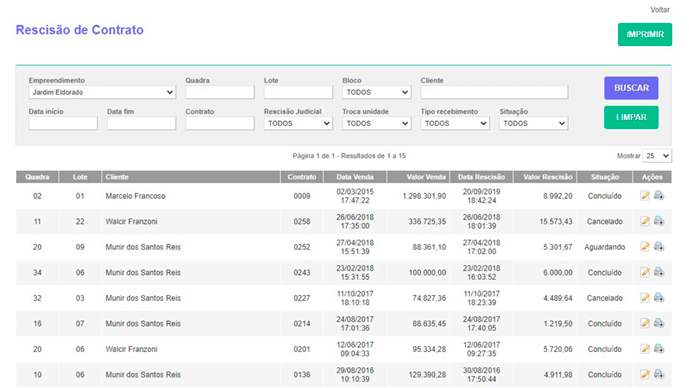 Voltar
Rescisão de Contrato
IMPRIMIR
Empreendimento Quadra Lote Bloco Cliente
Jardim Eldorado TODOS
BUSCAR
Data início Data fim Contrato Rescisão Judicial Troca unidade Tipo recebimento Situação
TODOS TODOS TODOS TODOS
LIMPAR
Página 1 de 1 - Resultados de 1 a 15 Mostrar 25
Quadra Lote Cliente Contrato Data Venda Valor Venda Data Rescisão Valor Rescisão Situação Ações
02 01 Marcelo Francoso 0009 02/03/2015 17:47:22 1.298.301,90 20/09/2019 18:42:24 8.992,20 Concluído
11 22 Walcir Franzoni 0258 26/06/2018 17:35:00 336.725,35 26/06/2018 18:01:39 15.573,43 Cancelado
20 09 Munir dos Santos Reis 0252 27/04/2018 15:51:39 88.361,10 27/04/2018 17:02:00 5.301,67 Aguardando
34 06 Munir dos Santos Reis 0243 23/02/2018 15:31:55 100.000,00 23/02/2018 16:03:52 6.000,00 Concluído
32 03 Munir dos Santos Reis 0227 11/10/2017 18:10:18 74.827,36 11/10/2017 18:23:39 4.489,64 Cancelado
16 07 Munir dos Santos Reis 0214 24/08/2017 17:01:36 86.635,45 24/08/2017 17:40:05 1.219,50 Concluído
20 06 Walcir Franzoni 0201 12/06/2017 09:04:33 95.334,28 12/06/2017 09:27:35 5.720,06 Concluído
10 06 Munir dos Santos Reis 0136 29/08/2016 10:10:39 129.390,28 30/08/2016 17:50:44 4.911,98 Concluído